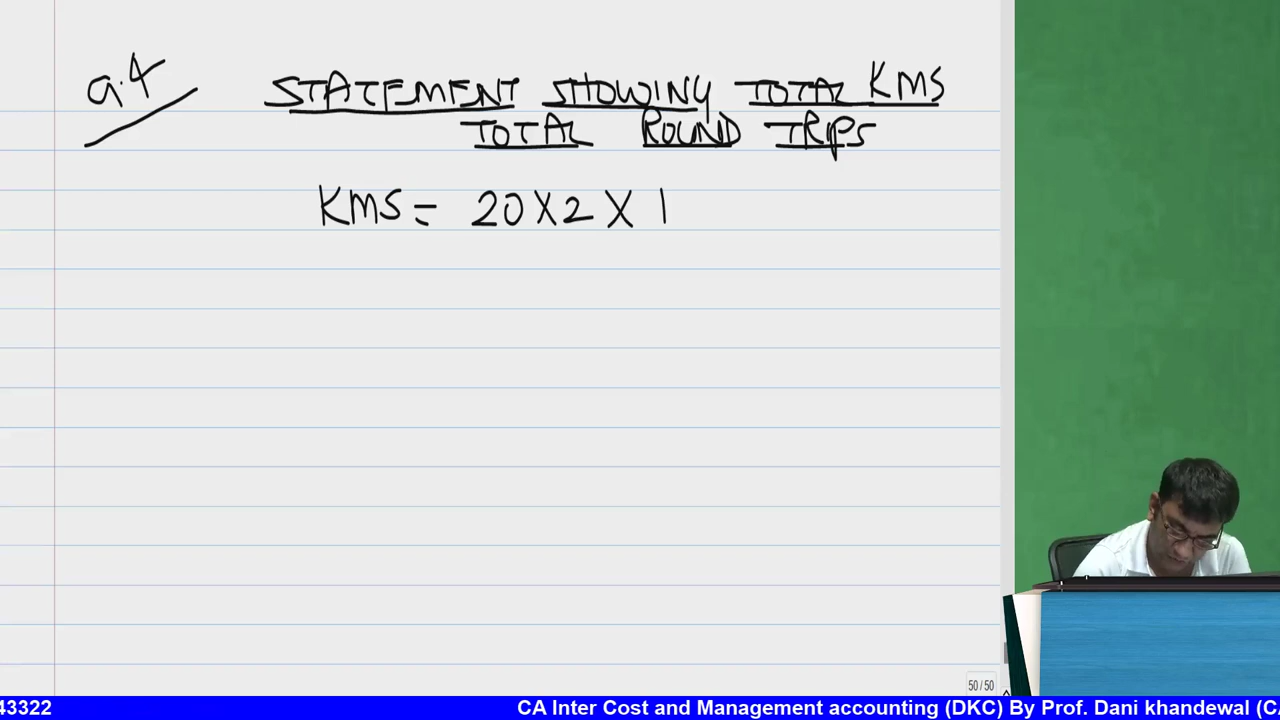 Q.4
STATEMENT SHOWING TOTAL KMS
TOTAL ROUND TRIPS
KMS = 20 X 2 X 1
50 / 50
43322
CA Inter Cost and Management accounting (DKC) By Prof. Dani khandewal (CA